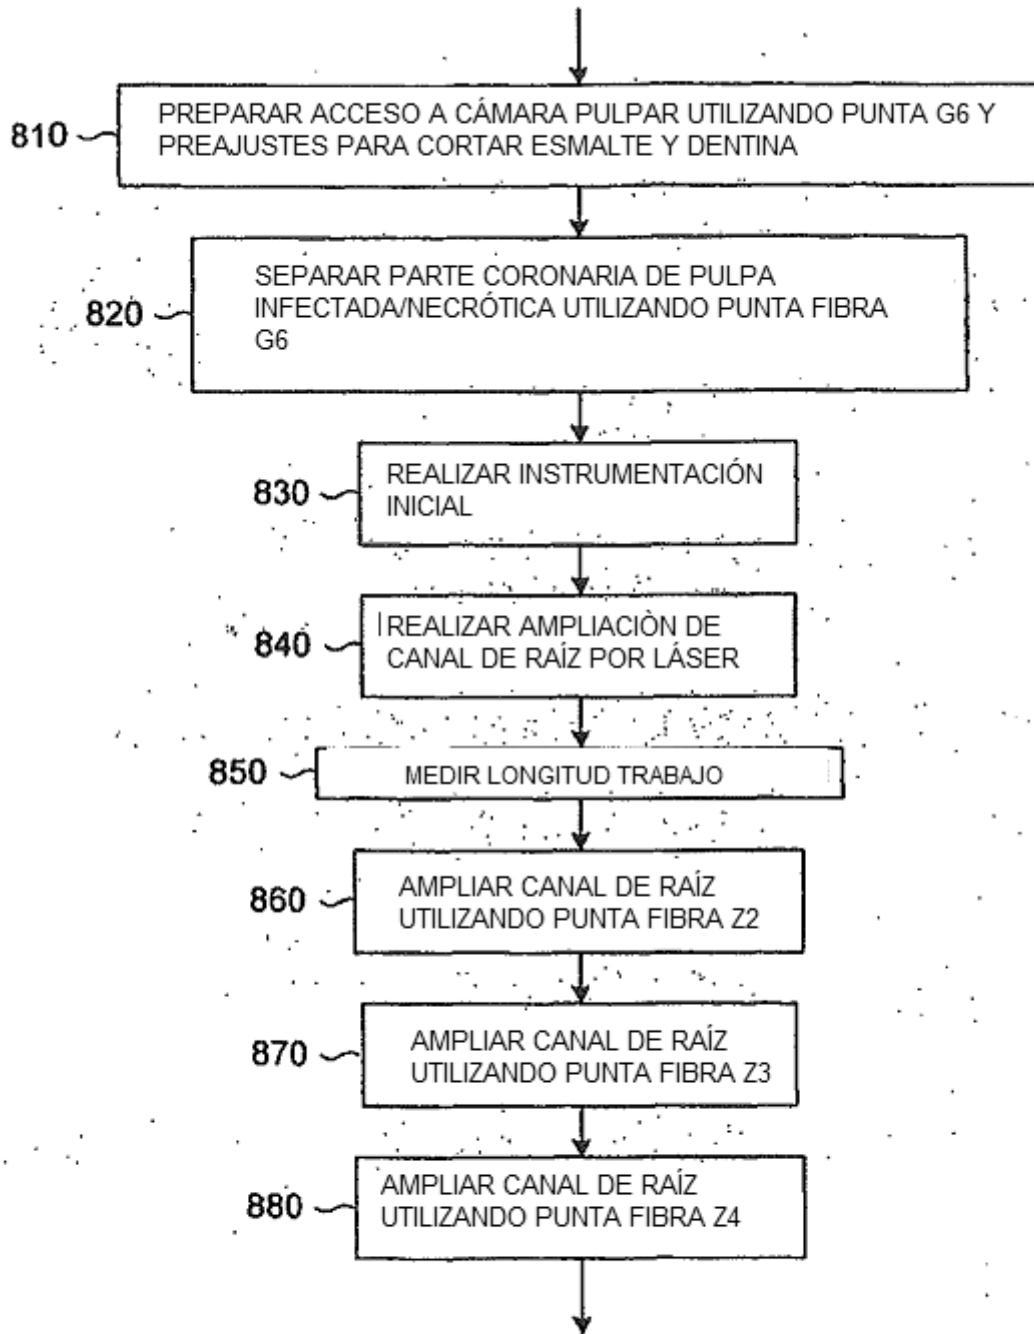 810
PREPARAR ACCESO A CÁMARA PULPAR UTILIZANDO PUNTA G6 Y
PREAJUSTES PARA CORTAR ESMALTE Y DENTINA
820
SEPARAR PARTE CORONARIA DE PULPA
INFECTADA/NECRÓTICA UTILIZANDO PUNTA FIBRA
G6
830
REALIZAR INSTRUMENTACIÓN
INICIAL
840
REALIZAR AMPLIACIÒN DE
CANAL DE RAÍZ POR LÁSER
850
MEDIR LONGITUD TRABAJO
860
AMPLIAR CANAL DE RAÍZ
UTILIZANDO PUNTA FIBRA Z2
870
AMPLIAR CANAL DE RAÍZ
UTILIZANDO PUNTA FIBRA Z3
880
AMPLIAR CANAL DE RAÍZ
UTILIZANDO PUNTA FIBRA Z4